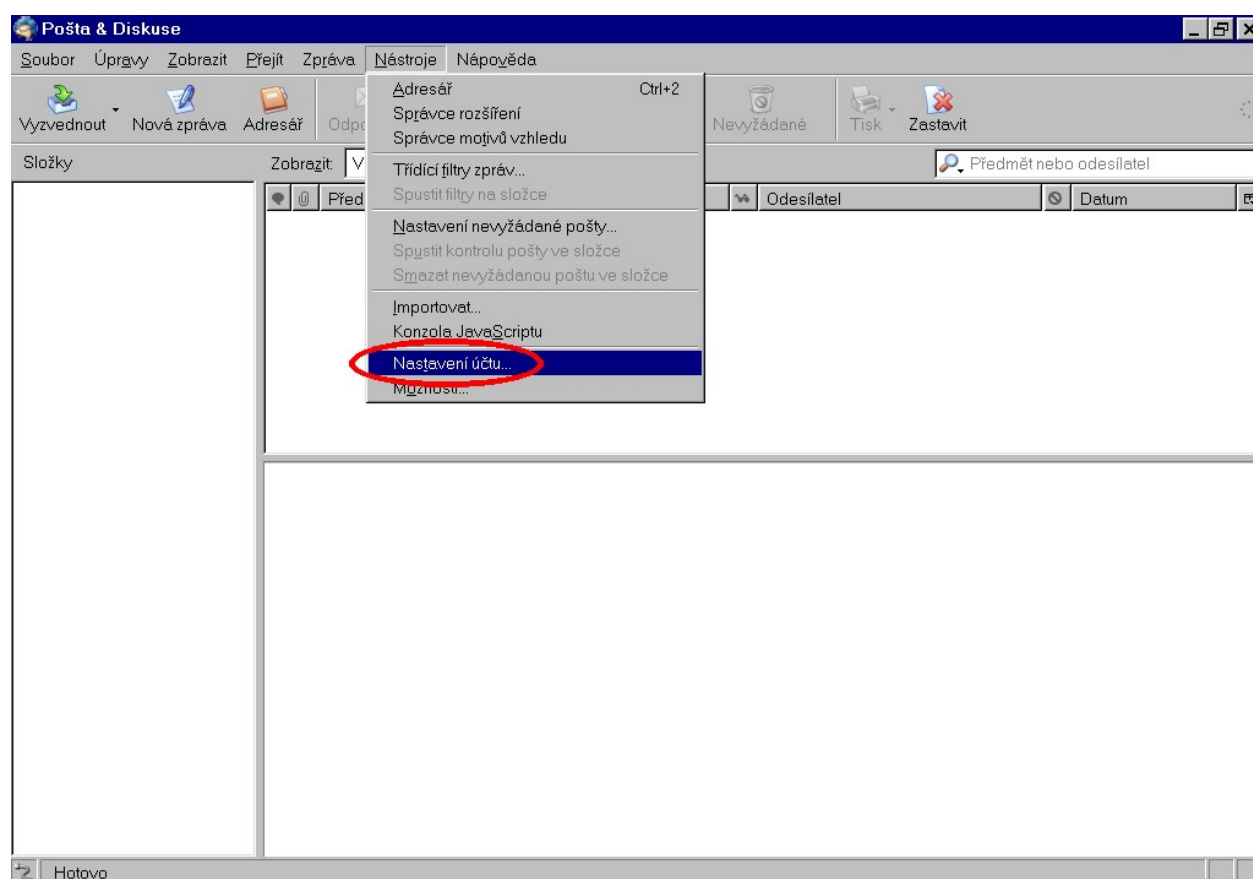 Pošta & Diskuse
Soubor Úpravy Zobrazit Přejít Zpráva Nástroje Nápověda
Vyzvednout Nová zpráva Adresář Nevyžádané Tisk Zastavit
Složky Zobrazit: Předmět nebo odesílatel
Odesílatel Datum
Adresář Ctrl+2
Správce rozšíření
Správce motivů vzhledu
Třídící filtry zpráv...
Spustit filtry na složce
Nastavení nevyžádané pošty...
Spustit kontrolu pošty ve složce
Smazat nevyžádanou poštu ve složce
Importovat...
Konzola JavaScriptu
Nastavení účtu...
Možnosti...
Hotovo